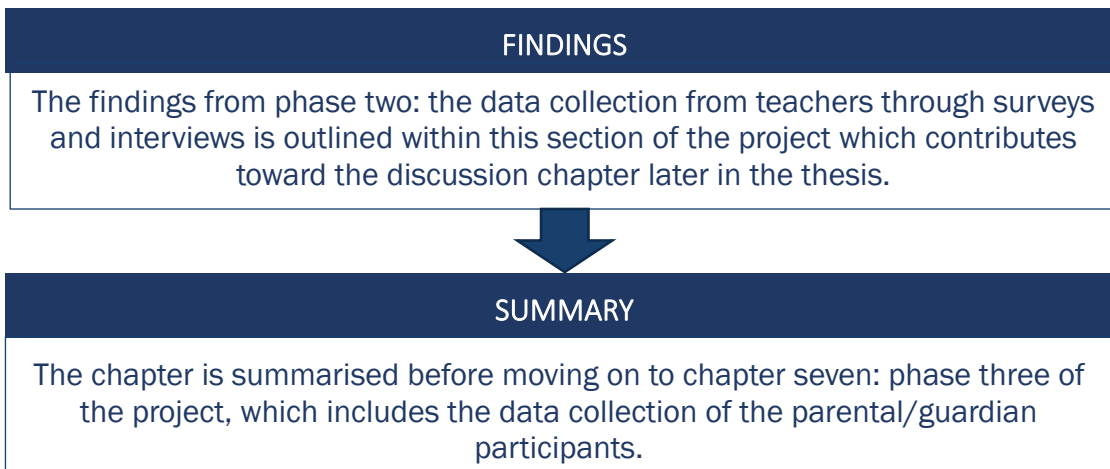 FINDINGS
The findings from phase two: the data collection from teachers through surveys
and interviews is outlined within this section of the project which contributes
toward the discussion chapter later in the thesis.
SUMMARY
The chapter is summarised before moving on to chapter seven: phase three of
the project, which includes the data collection of the parental/guardian
participants.